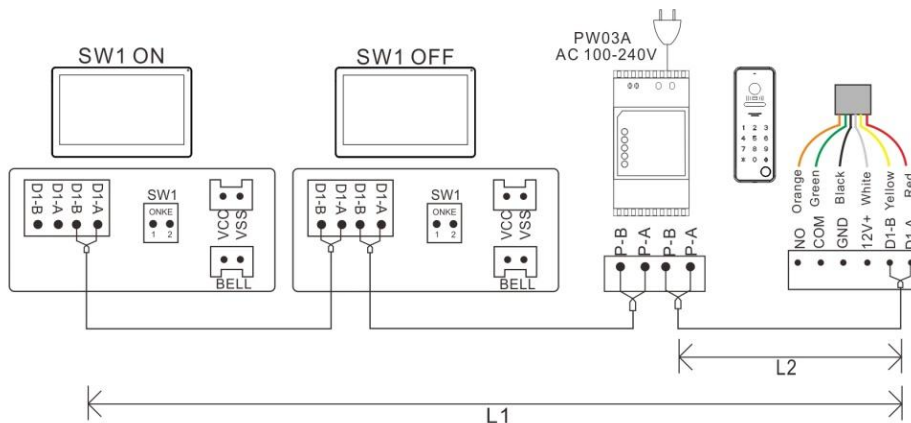 PW03A
AC 100-240V
SW1 ON
SW1 OFF
1 2 3
4 5 6
7 8 9
Orange
Green
Black
White
Yellow
Red
D1-B
D1-A
D1-B
D1-A
SW1
ONKE
1 2
VCC
VSS
BELL
D1-B
D1-A
D1-B
D1-A
SW1
ONKE
1 2
VCC
VSS
BELL
P-B
P-A
P-B
P-A
NO
COM
GND
12V+
D1-B
D1-A
L2
L1